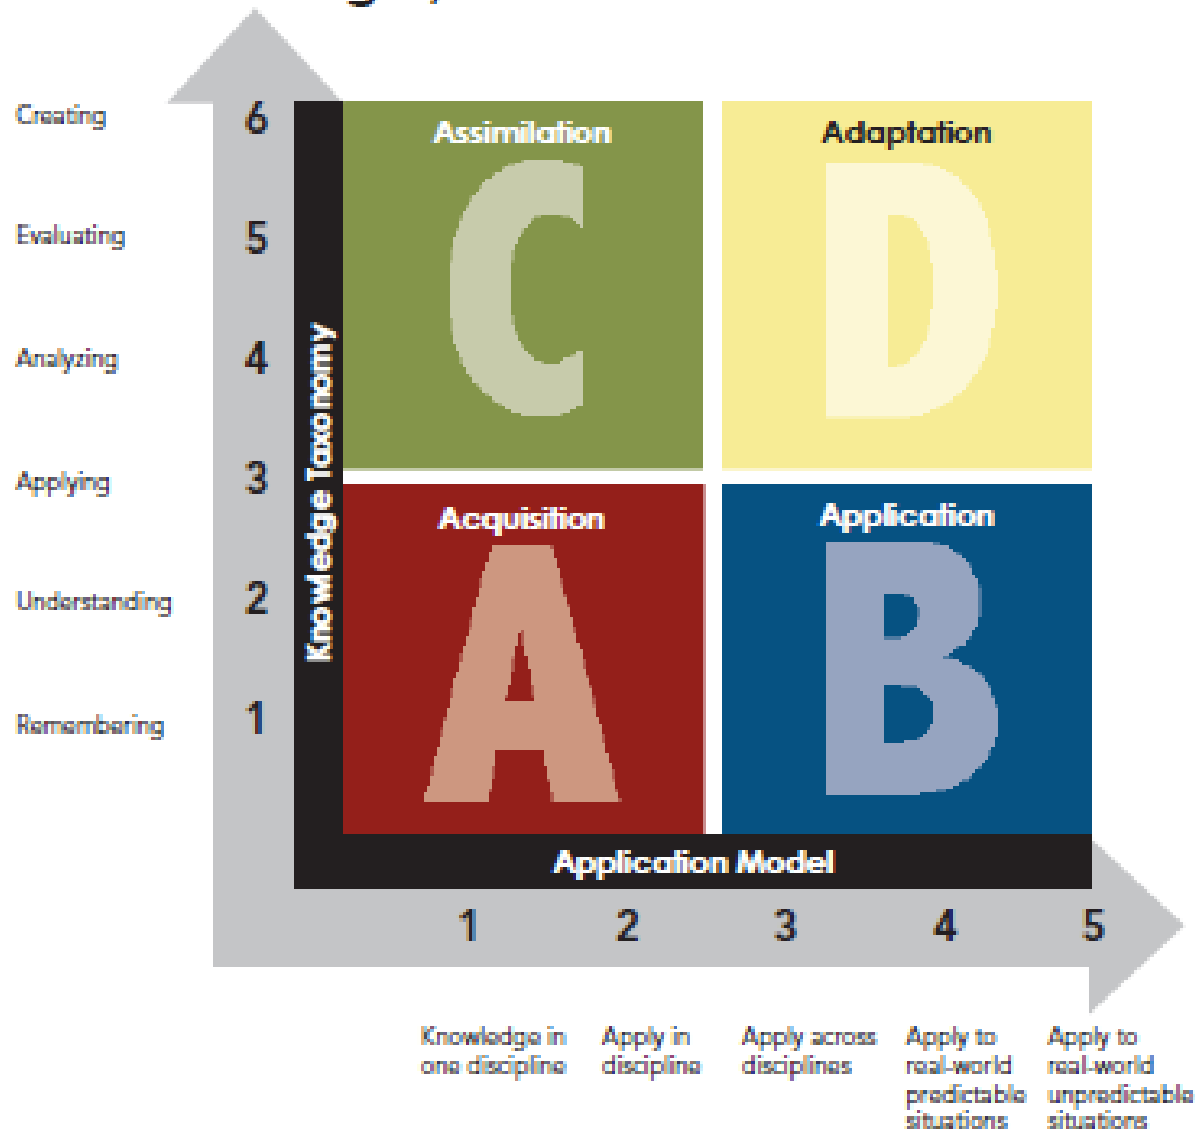 Creating
6
Assimilation
Adaptation
C
D
Evaluating
5
Analyzing
4
Knowledge Taxonomy
Applying
3
Acquisition
Application
A
B
Understanding
2
Remembering
1
Application Model
1 2 3 4 5
Knowledge in
one discipline
Apply in
discipline
Apply across
disciplines
Apply to
real-world
predictable
situations
Apply to
real-world
unpredictable
situations